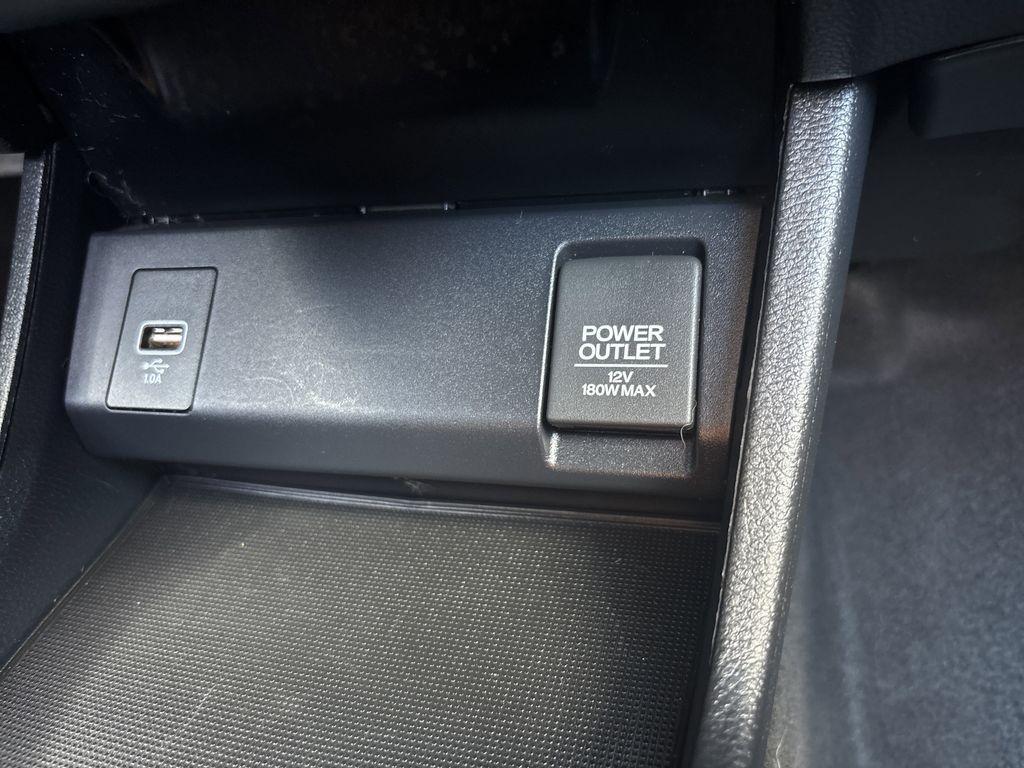 1.0A
POWER
OUTLET
12V
180W MAX